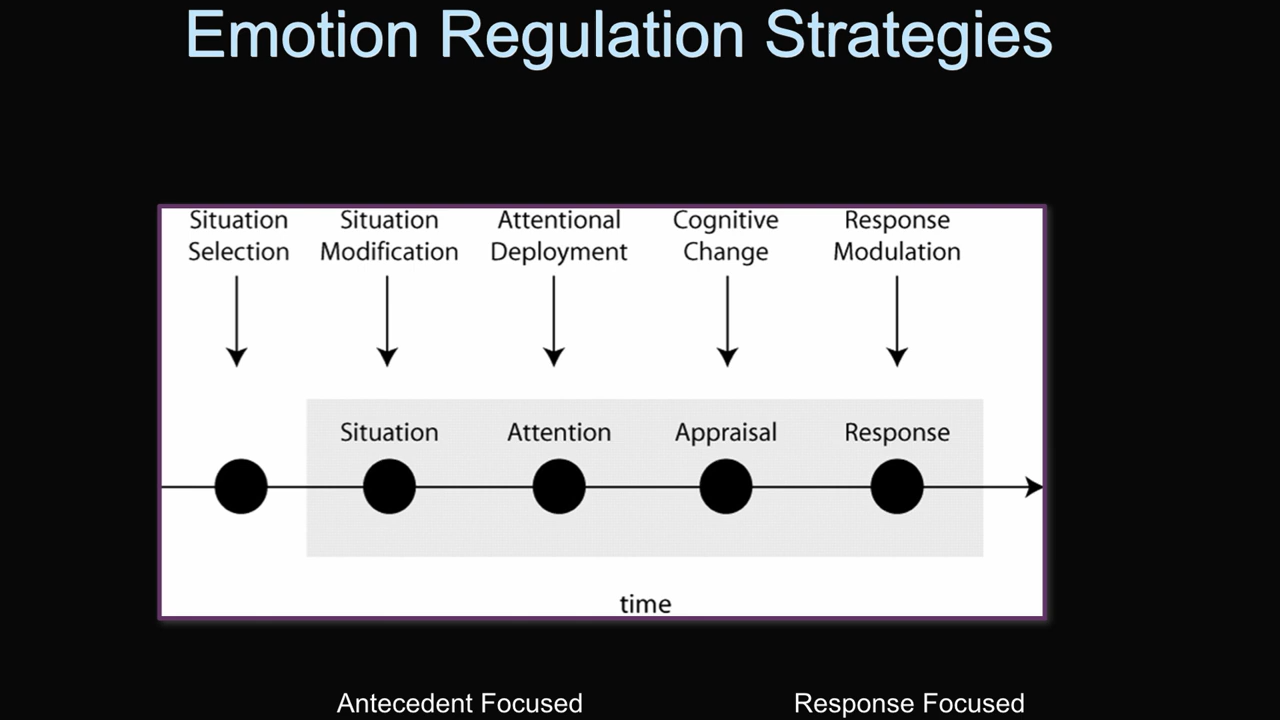 Emotion Regulation Strategies
Situation Selection
Situation Modification
Attentional Deployment
Cognitive Change
Response Modulation
Situation
Attention
Appraisal
Response
time
Antecedent Focused
Response Focused